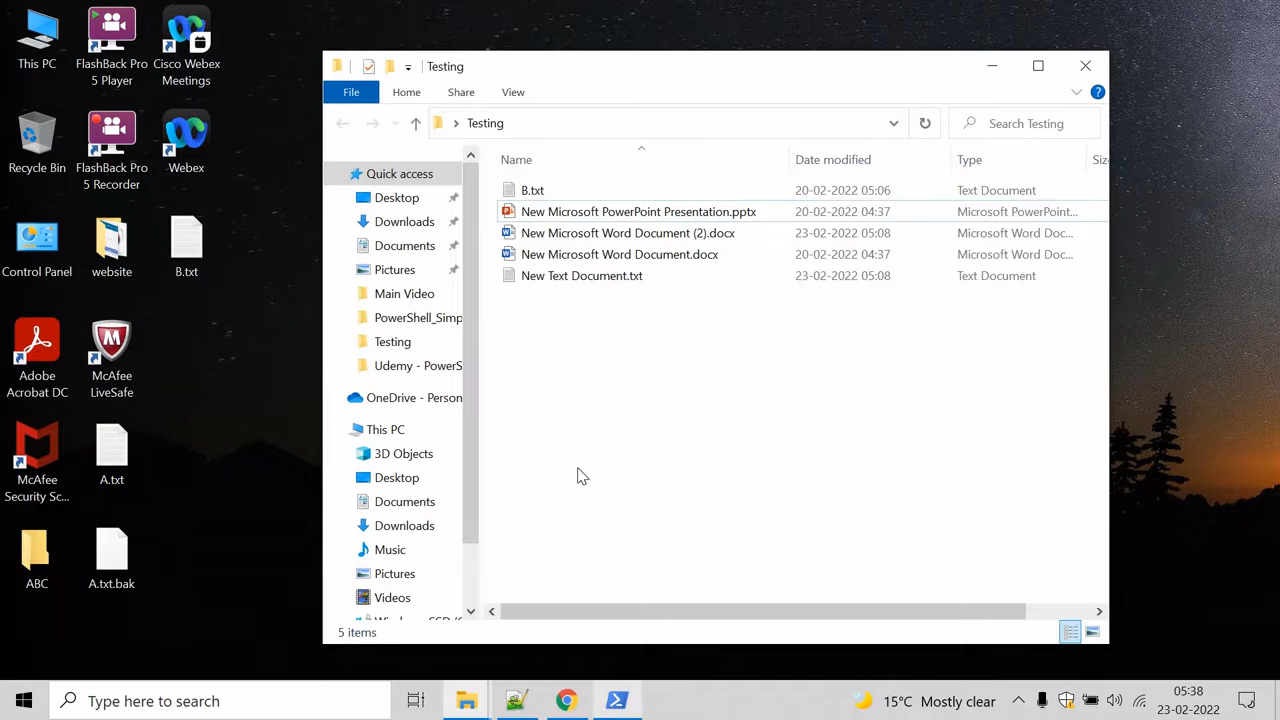 This PC
FlashBack Pro
5 Player
Cisco Webex
Meetings
Recycle Bin
FlashBack Pro
5 Recorder
Webex
Control Panel
website
B.txt
Adobe
Acrobat DC
McAfee
LiveSafe
McAfee
Security Sc...
A.txt
ABC
A.txt.bak
Testing
File
Home
Share
View
Testing
Search Testing
Quick access
Desktop
Downloads
Documents
Pictures
Main Video
PowerShell_Simp
Testing
Udemy - PowerS
OneDrive - Person
This PC
3D Objects
Desktop
Documents
Downloads
Music
Pictures
Videos
Name Date modified Type Siz
B.txt 20-02-2022 05:06 Text Document
New Microsoft PowerPoint Presentation.pptx 20-02-2022 04:37 Microsoft PowerPoint...
New Microsoft Word Document (2).docx 23-02-2022 05:08 Microsoft Word Doc...
New Microsoft Word Document.docx 20-02-2022 04:37 Microsoft Word Doc...
New Text Document.txt 23-02-2022 05:08 Text Document
5 items
Type here to search
15°C Mostly clear
05:38
23-02-2022